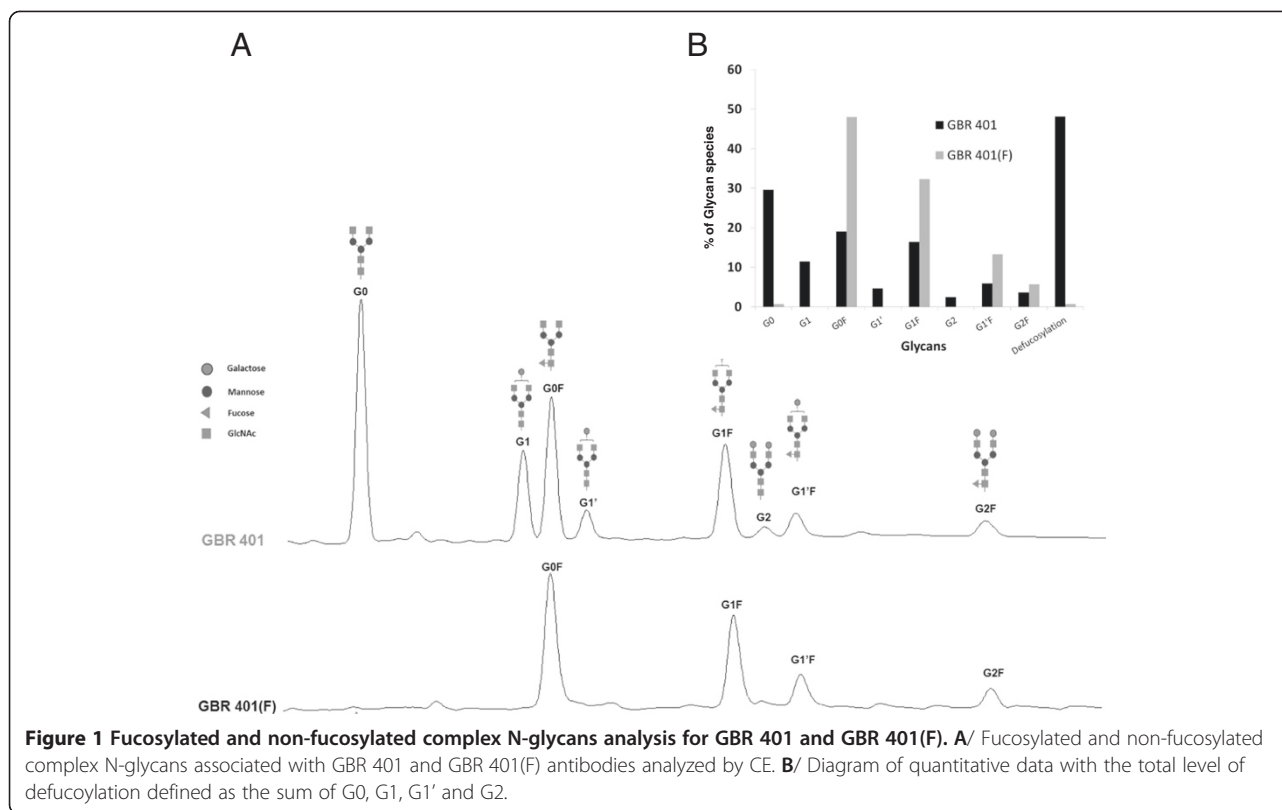 A
B
60
50
40
30
20
10
0
% of Glycan species
GBR 401
GBR 401(F)
G0
G1
G0F
G1'
G1F
G2
G1'F
G2F
Defucosylation
Glycans
Galactose
Mannose
Fucose
GlcNAc
G0
G1
G0F
G1'
G1F
G2
G1'F
G2F
GBR 401
G0F
G1F
G1'F
G2F
GBR 401(F)
Figure 1 Fucosylated and non-fucosylated complex N-glycans analysis for GBR 401 and GBR 401(F). A/ Fucosylated and non-fucosylated
complex N-glycans associated with GBR 401 and GBR 401(F) antibodies analyzed by CE. B/ Diagram of quantitative data with the total level of
defucoylation defined as the sum of G0, G1, G1' and G2.